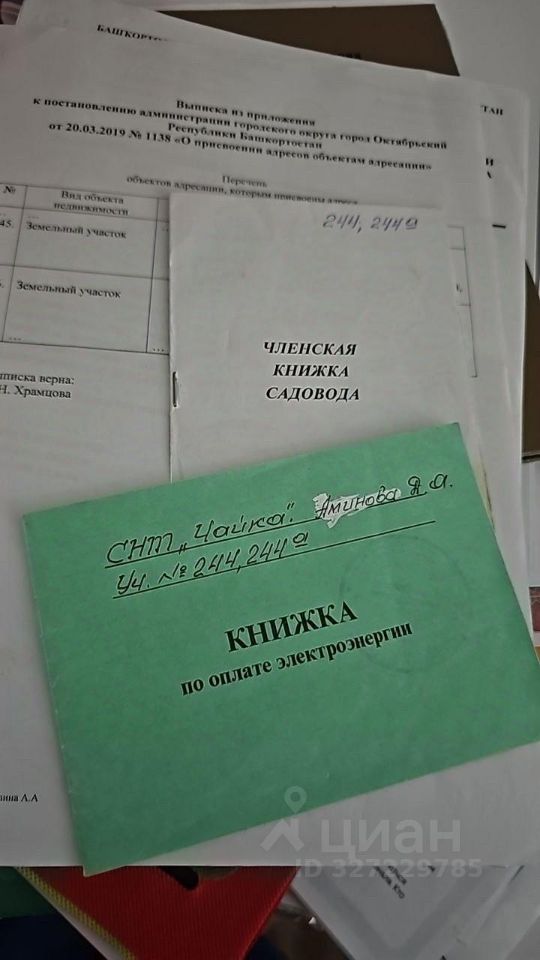 Выписка из приложения
к постановлению администрации городского округа город Октябрьский
Республики Башкортостан
от 20.03.2019 № 1138 «О присвоении адресов объектам адресации»
Перечень
объектов адресации, которым присвоены адреса
№
Вид объекта
недвижимости
...
45.
Земельный участок
Земельный участок
...
...
Храмцова
верна:
244, 244а
ЧЛЕНСКАЯ
КНИЖКА
САДОВОДА
СНТ „Чайка". Аминова Я. А.
Уч. № 244, 244а
КНИЖКА
по оплате электроэнергии
А.А
циан
ID 327929785